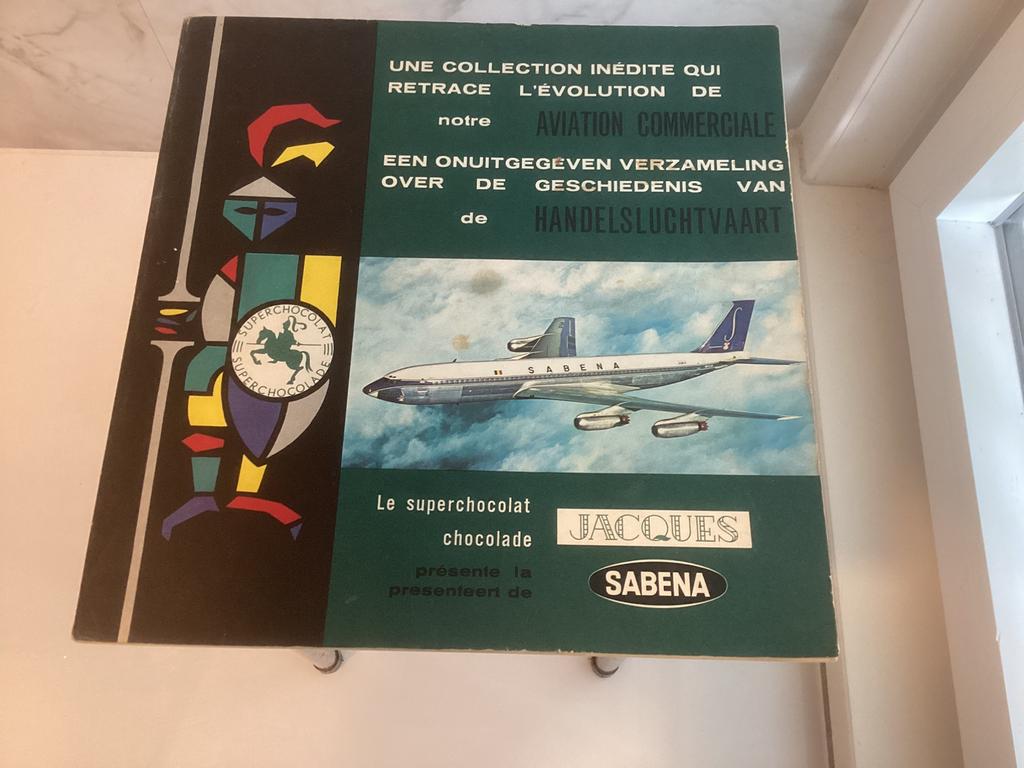 UNE COLLECTION INÉDITE QUI
RETRACE L'ÉVOLUTION DE
notre AVIATION COMMERCIALE
EEN ONUITGEGEVEN VERZAMELING
OVER DE GESCHIEDENIS VAN
de HANDELSLUCHTVAART
SUPERCHOCOLAT
SUPERCHOCOLADE
SABENA
Le superchocolat
chocolade
JACQUES
présente la
presenteert de
SABENA